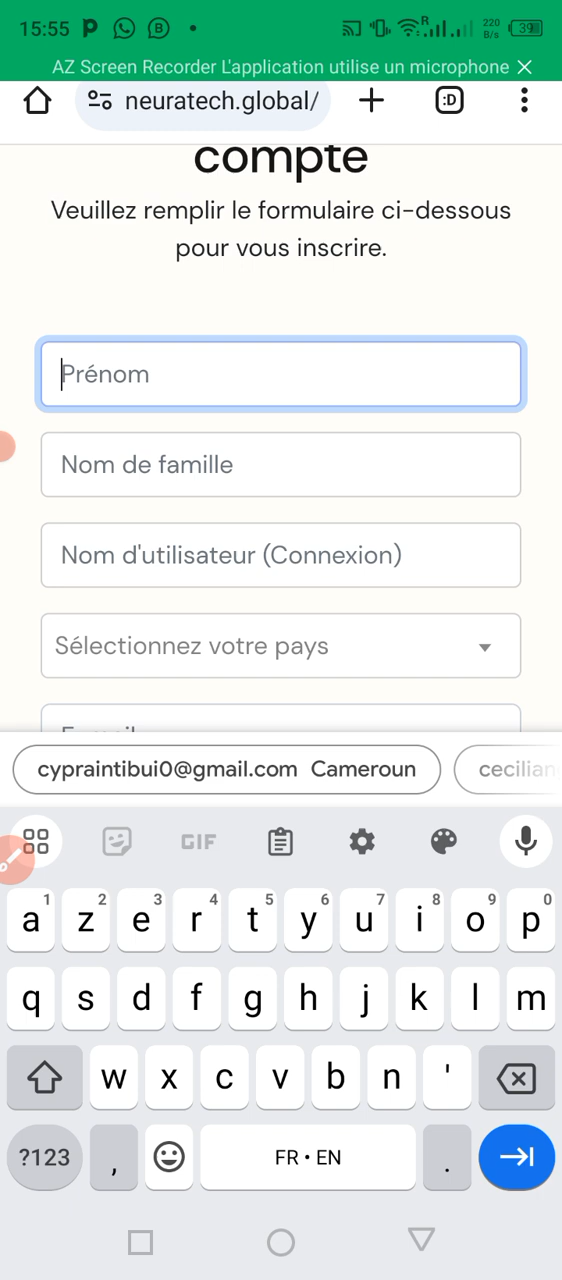 15:55
R
220
B/s
39
AZ Screen Recorder L'application utilise un microphone
neuratech.global/
:D
compte
Veuillez remplir le formulaire ci-dessous
pour vous inscrire.
Prénom
Nom de famille
Nom d'utilisateur (Connexion)
Sélectionnez votre pays
cypraintibui0@gmail.com Cameroun
GIF
1 2 3 4 5 6 7 8 9 0
a z e r t y u i o p
q s d f g h j k l m
w x c v b n '
?123 , FR • EN .